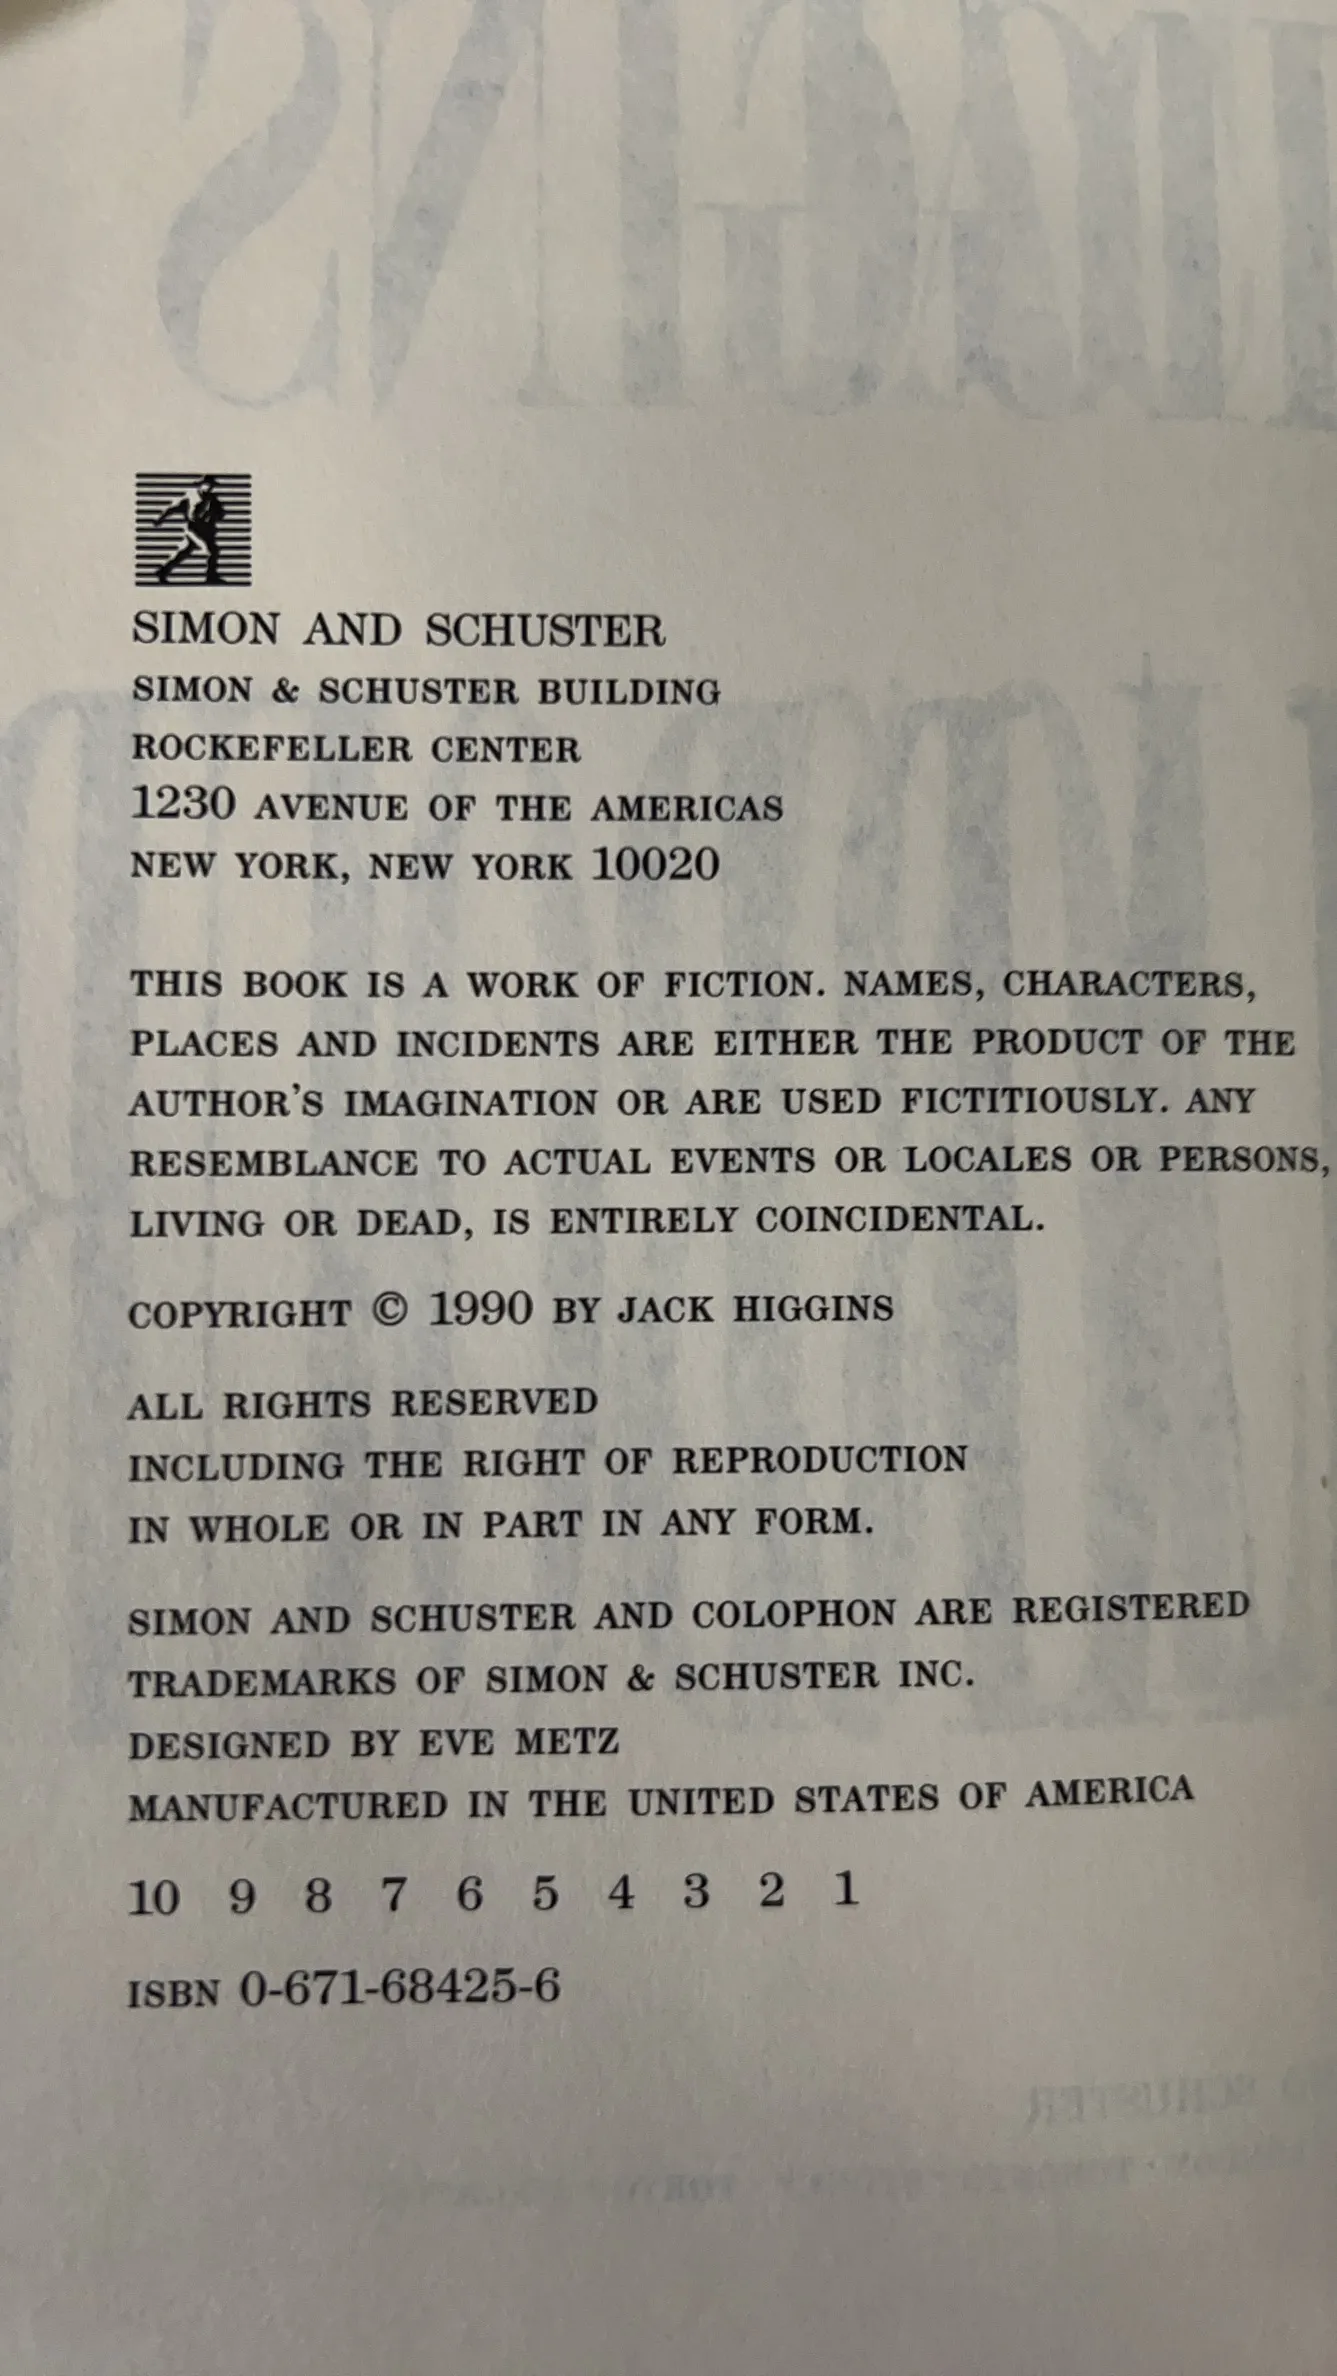 SIMON AND SCHUSTER
SIMON & SCHUSTER BUILDING
ROCKEFELLER CENTER
1230 AVENUE OF THE AMERICAS
NEW YORK, NEW YORK 10020
THIS BOOK IS A WORK OF FICTION. NAMES, CHARACTERS,
PLACES AND INCIDENTS ARE EITHER THE PRODUCT OF THE
AUTHOR'S IMAGINATION OR ARE USED FICTITIOUSLY. ANY
RESEMBLANCE TO ACTUAL EVENTS OR LOCALES OR PERSONS,
LIVING OR DEAD, IS ENTIRELY COINCIDENTAL.
COPYRIGHT © 1990 BY JACK HIGGINS
ALL RIGHTS RESERVED
INCLUDING THE RIGHT OF REPRODUCTION
IN WHOLE OR IN PART IN ANY FORM.
SIMON AND SCHUSTER AND COLOPHON ARE REGISTERED
TRADEMARKS OF SIMON & SCHUSTER INC.
DESIGNED BY EVE METZ
MANUFACTURED IN THE UNITED STATES OF AMERICA
10 9 8 7 6 5 4 3 2 1
ISBN 0-671-68425-6